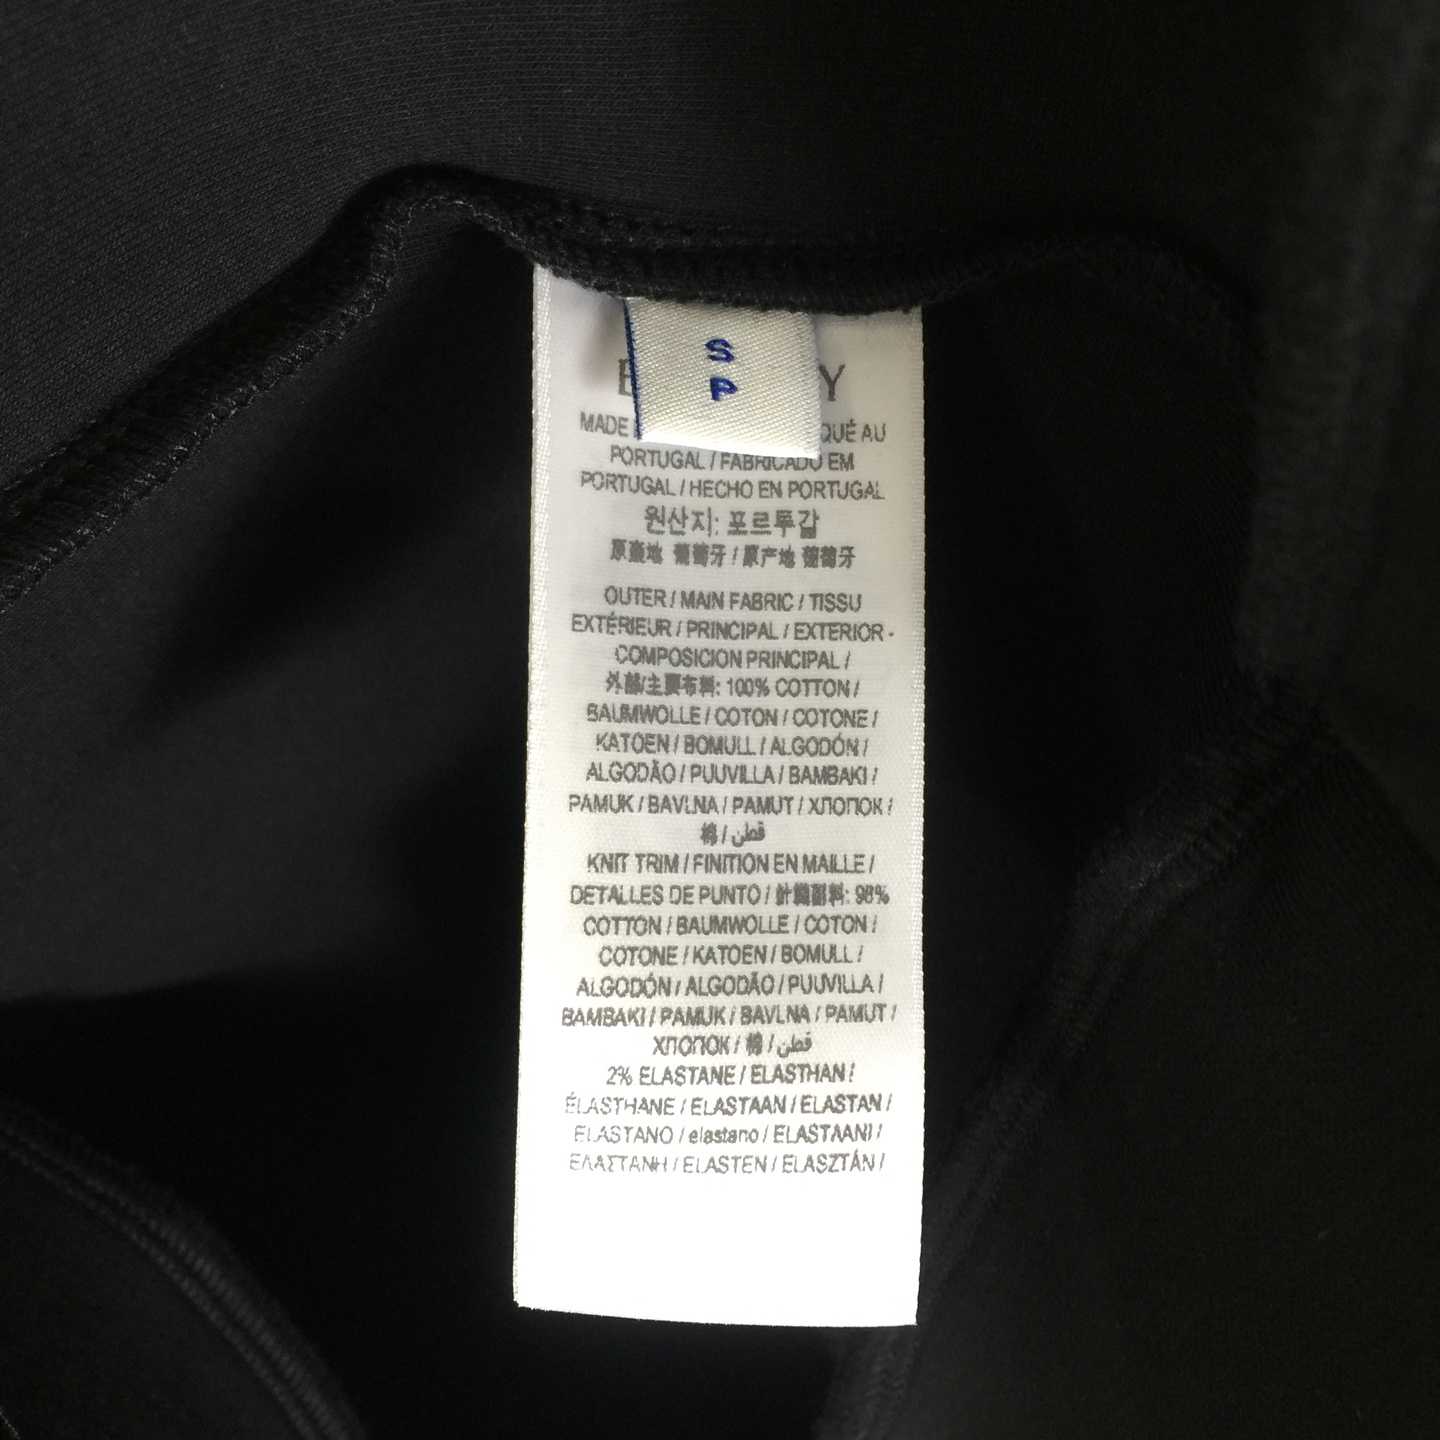 S
P
MADE QUÉ AU
PORTUGAL / FABRICADO EM
PORTUGAL / HECHO EN PORTUGAL
원산지: 포르투갈
原產地 葡萄牙 / 原产地 葡萄牙
OUTER / MAIN FABRIC / TISSU
EXTÉRIEUR / PRINCIPAL / EXTERIOR -
COMPOSICION PRINCIPAL /
外部/主要布料: 100% COTTON /
BAUMWOLLE / COTON / COTONE /
KATOEN / BOMULL / ALGODÓN /
ALGODÃO / PUUVILLA / BAMBAKI /
PAMUK / BAVLNA / PAMUT / ХЛОПОК /
棉 / قطن /
KNIT TRIM / FINITION EN MAILLE /
DETALLES DE PUNTO / 針織配料: 98%
COTTON / BAUMWOLLE / COTON /
COTONE / KATOEN / BOMULL /
ALGODÓN / ALGODÃO / PUUVILLA /
BAMBAKI / PAMUK / BAVLNA / PAMUT /
ХЛОПОК / 棉 / قطن /
2% ELASTANE / ELASTHAN /
ÉLASTHANE / ELASTAAN / ELASTAN /
ELASTANO / elastano / ELASTAANI /
ΕΛΑΣΤΑΝΗ / ELASTEN / ELASZTÁN /